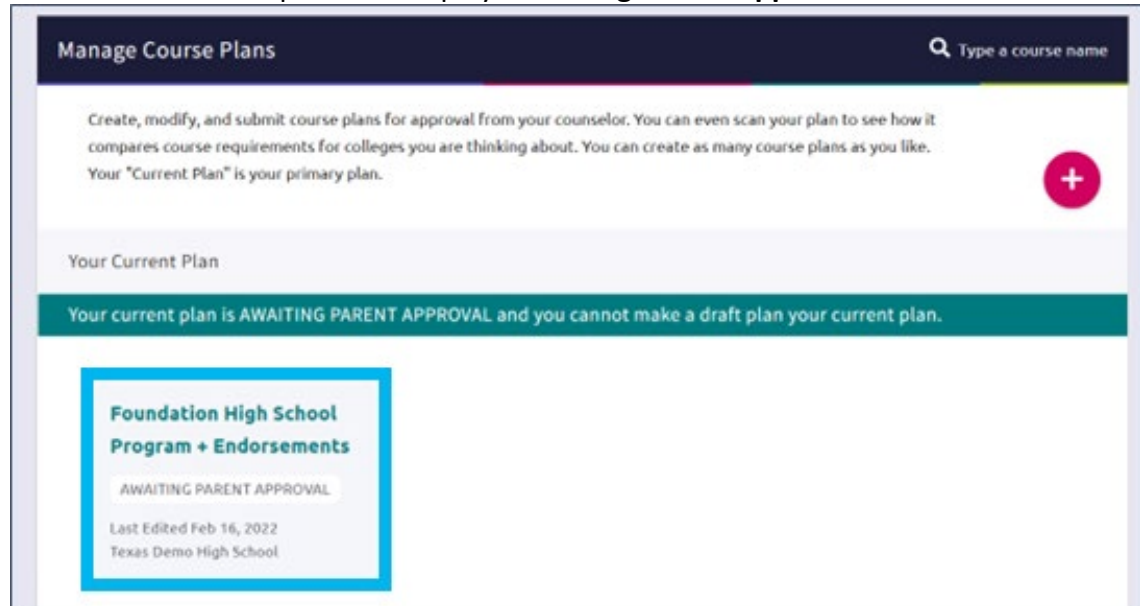 Manage Course Plans
Type a course name
Create, modify, and submit course plans for approval from your counselor. You can even scan your plan to see how it
compares course requirements for colleges you are thinking about. You can create as many course plans as you like.
Your "Current Plan" is your primary plan.
+
Your Current Plan
Your current plan is AWAITING PARENT APPROVAL and you cannot make a draft plan your current plan.
Foundation High School
Program + Endorsements
AWAITING PARENT APPROVAL
Last Edited Feb 16, 2022
Texas Demo High School